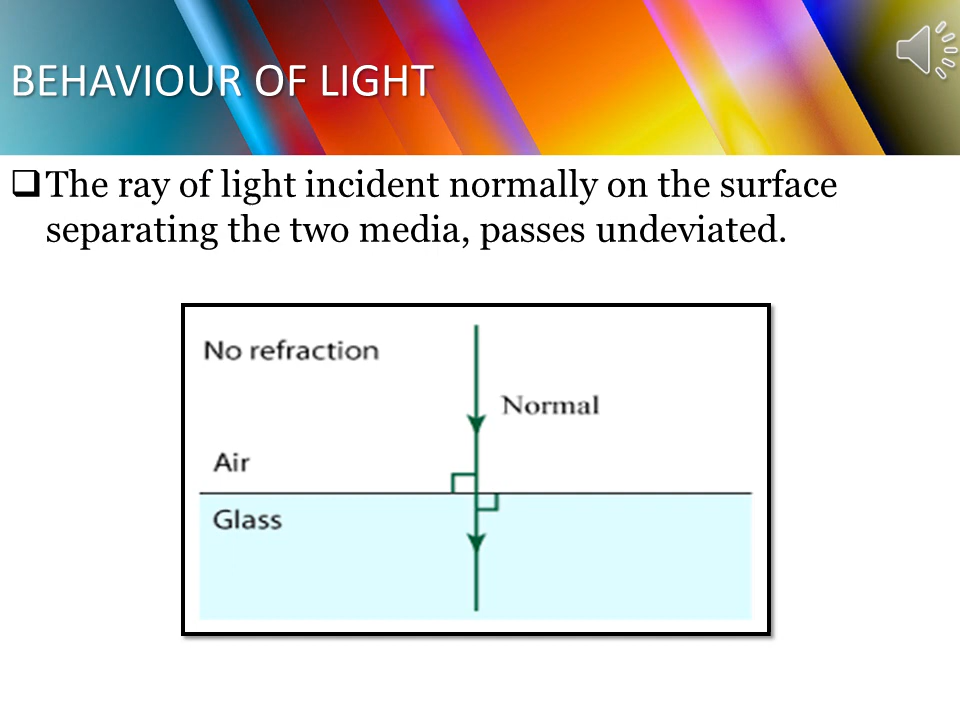 BEHAVIOUR OF LIGHT
The ray of light incident normally on the surface
separating the two media, passes undeviated.
No refraction
Normal
Air
Glass